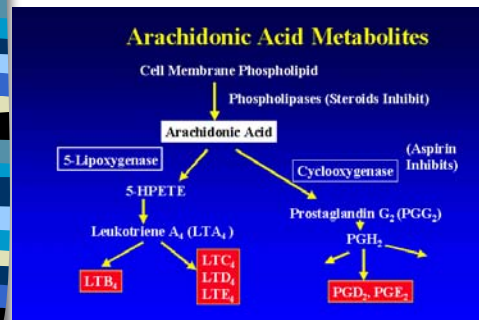 Arachidonic Acid Metabolites
Cell Membrane Phospholipid
Phospholipases (Steroids Inhibit)
Arachidonic Acid
5-Lipoxygenase
(Aspirin
Inhibits)
Cyclooxygenase
5-HPETE
Prostaglandin G₂ (PGG₂)
Leukotriene A₄ (LTA₄)
PGH₂
LTB₄
LTC₄
LTD₄
LTE₄
PGD₂, PGE₂